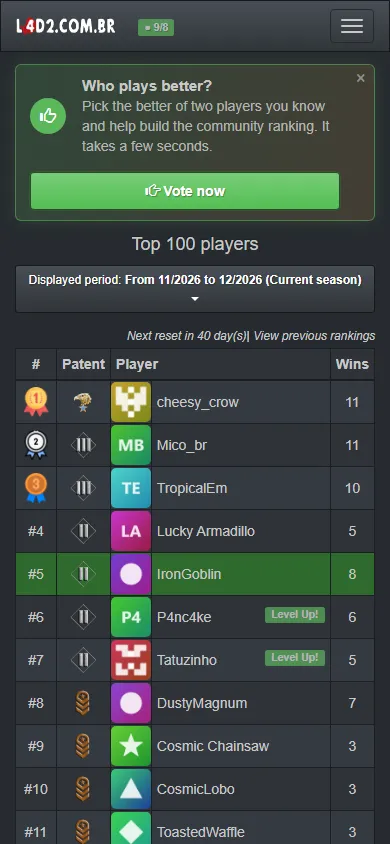 L4D2.COM.BR
9/8
×
Who plays better?
Pick the better of two players you know
and help build the community ranking. It
takes a few seconds.
Vote now
Top 100 players
Displayed period: From 11/2026 to 12/2026 (Current season)
Next reset in 40 day(s)| View previous rankings
# Patent Player Wins
1 cheesy_crow 11
2 MB Mico_br 11
3 TE TropicalEm 10
#4 LA Lucky Armadillo 5
#5 IronGoblin 8
#6 P4 P4nc4ke Level Up! 6
#7 Tatuzinho Level Up! 5
#8 DustyMagnum 7
#9 Cosmic Chainsaw 3
#10 CosmicLobo 3
#11 ToastedWaffle 3